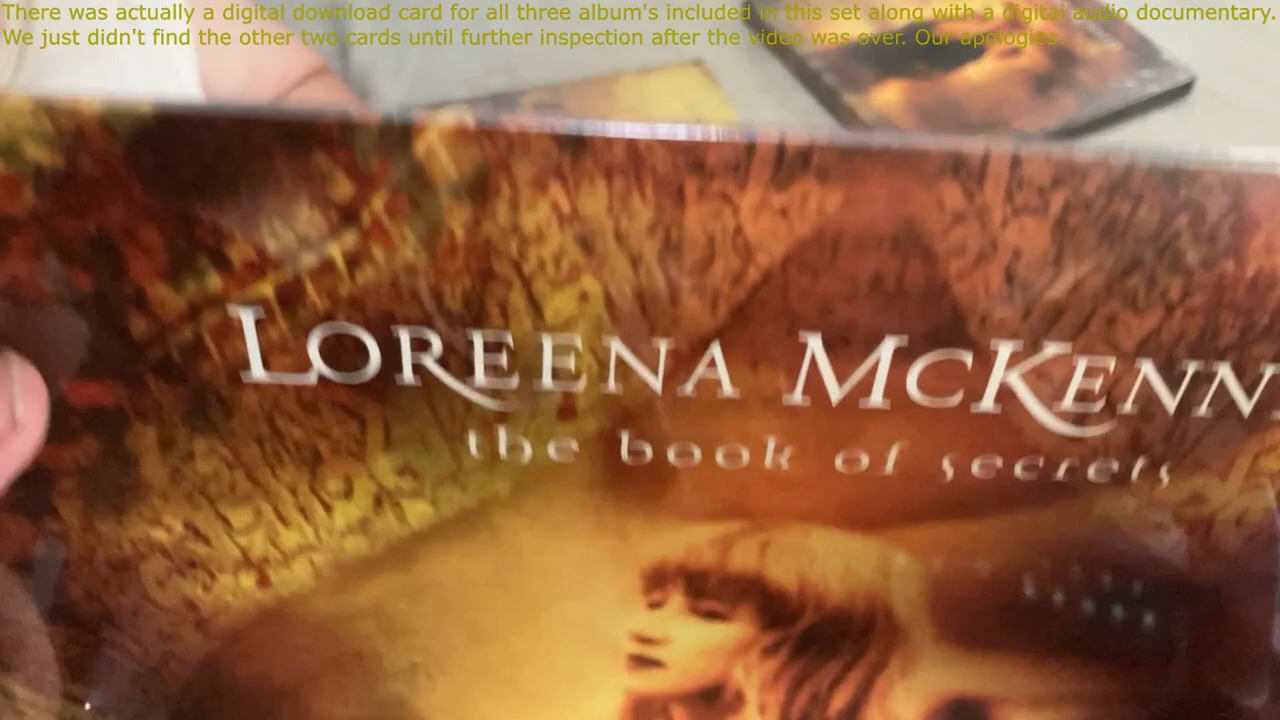 There was actually a digital download card for all three album's included in this set along with a digital audio documentary.
We just didn't find the other two cards until further inspection after the video was over. Our apologies.
LOREENA MCKENN
the book of secrets